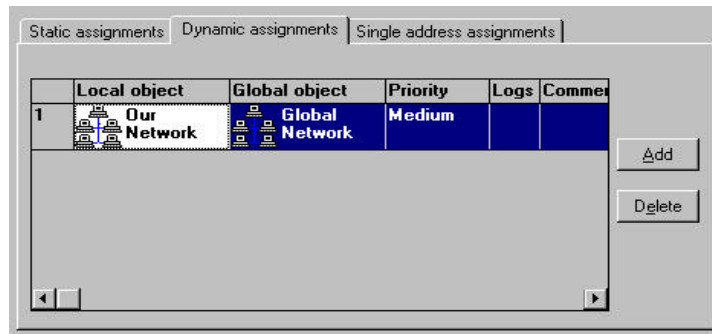 Static assignments Dynamic assignments Single address assignments
Local object Global object Priority Logs Commer
1 Our Network Global Network Medium
Add
Delete